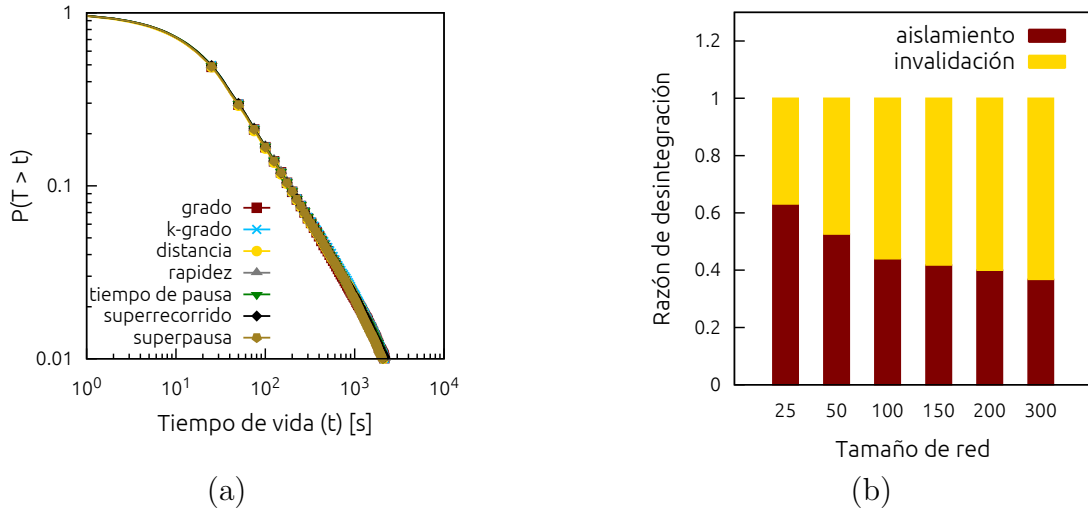 1
0.1
0.01
P(T > t)
grado
k-grado
distancia
rapidez
tiempo de pausa
superrecorrido
superpausa
10^0 10^1 10^2 10^3 10^4
Tiempo de vida (t) [s]
(a)
aislamiento
invalidación
1.2
1
0.8
0.6
0.4
0.2
0
Razón de desintegración
25 50 100 150 200 300
Tamaño de red
(b)